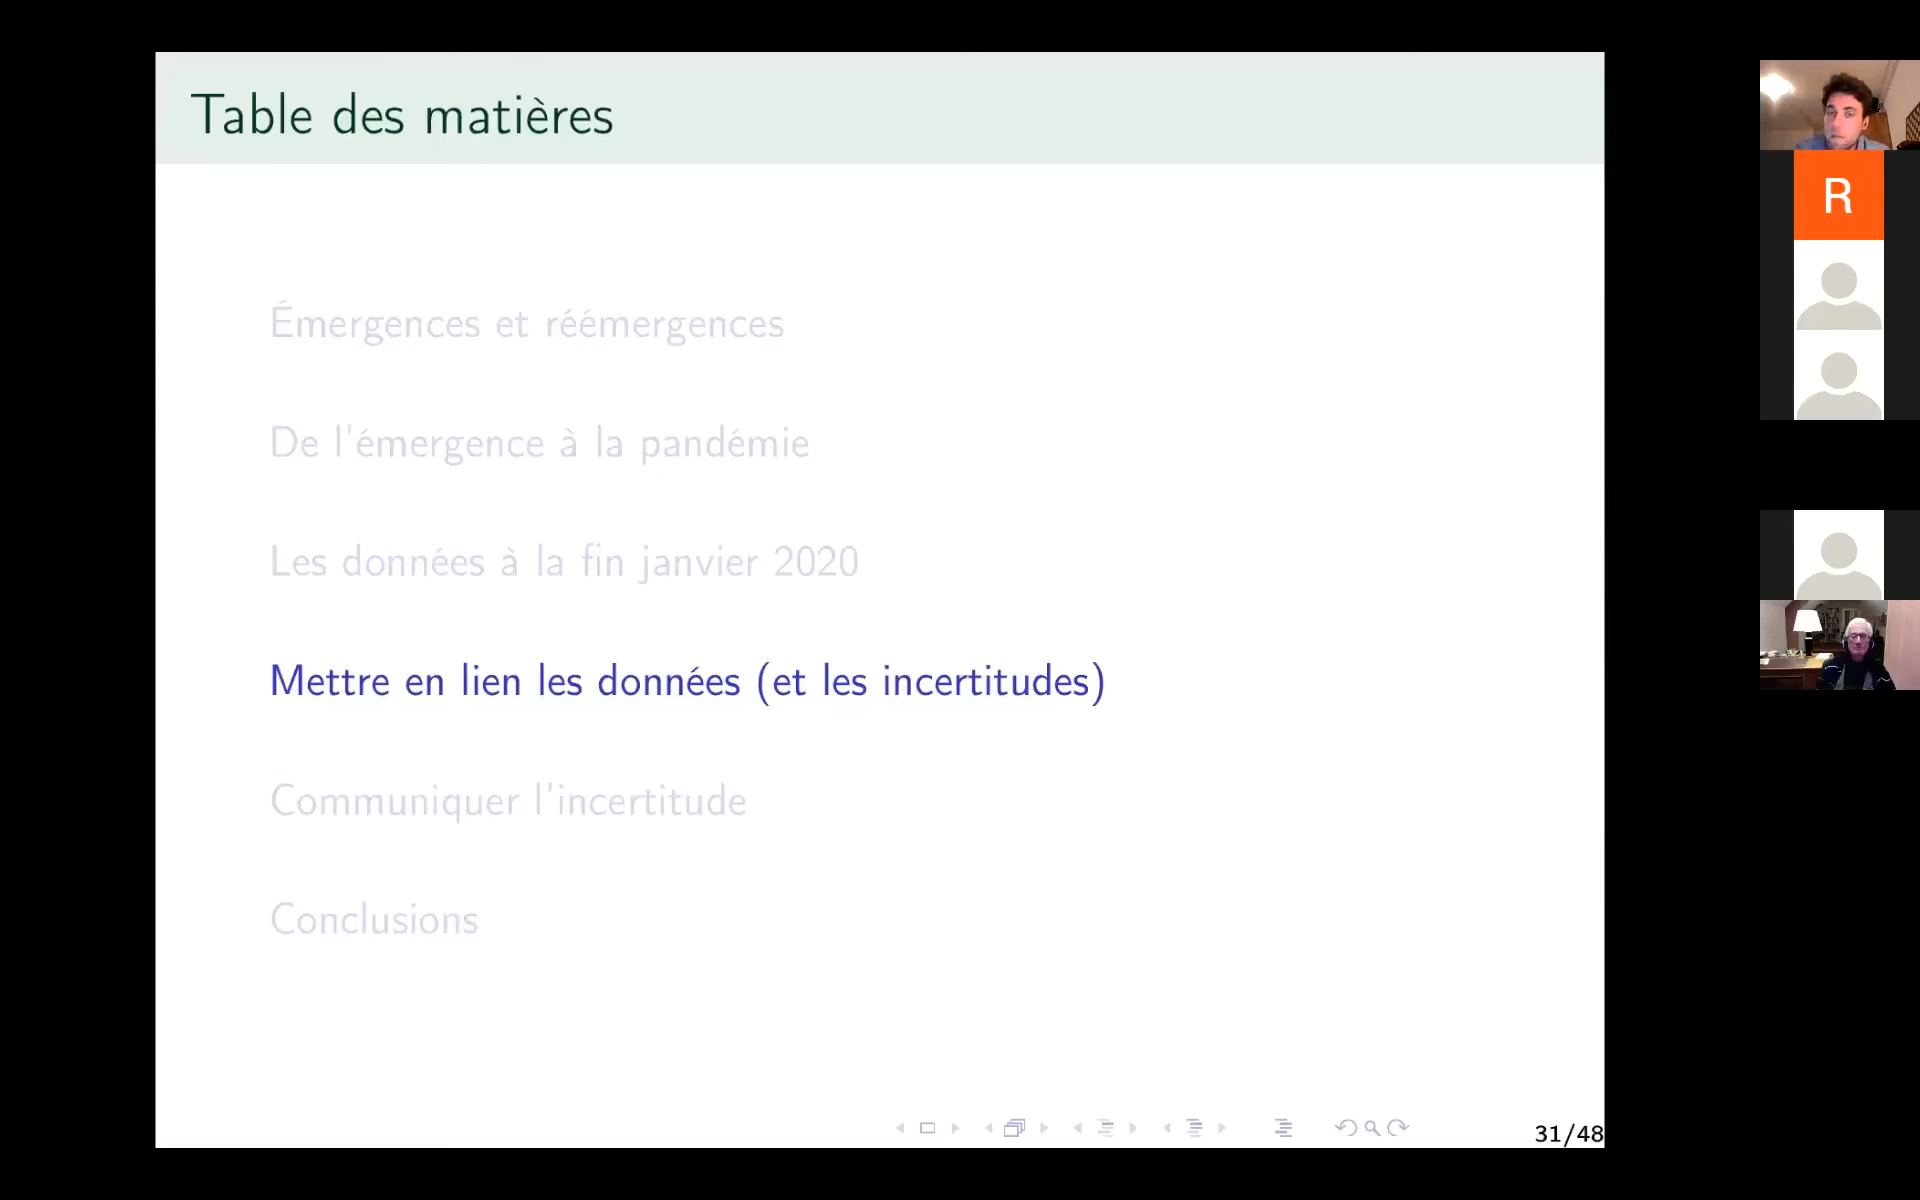 Table des matières
Émergences et réémergences
De l'émergence à la pandémie
Les données à la fin janvier 2020
Mettre en lien les données (et les incertitudes)
Communiquer l'incertitude
Conclusions
31/48
R